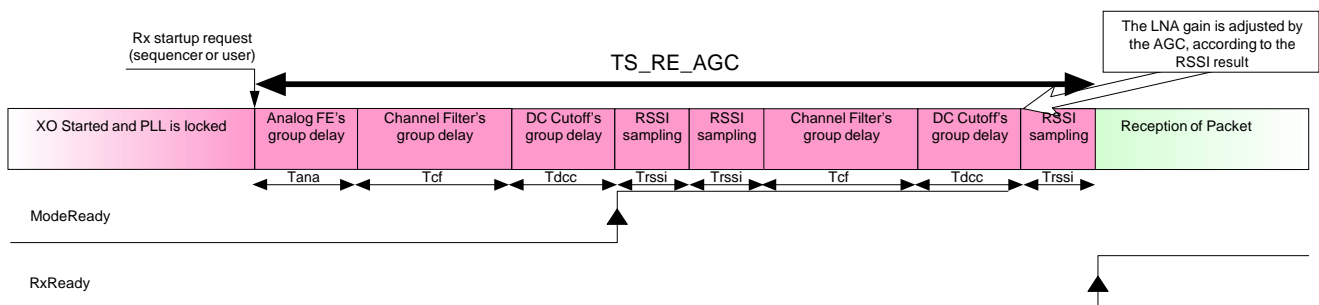 Rx startup request
(sequencer or user)
TS_RE_AGC
The LNA gain is adjusted by
the AGC, according to the
RSSI result
XO Started and PLL is locked
Analog FE's
group delay
Channel Filter's
group delay
DC Cutoff's
group delay
RSSI
sampling
RSSI
sampling
Channel Filter's
group delay
DC Cutoff's
group delay
RSSI
sampling
Reception of Packet
Tana
Tcf
Tdcc
Trssi
Trssi
Tcf
Tdcc
Trssi
ModeReady
RxReady